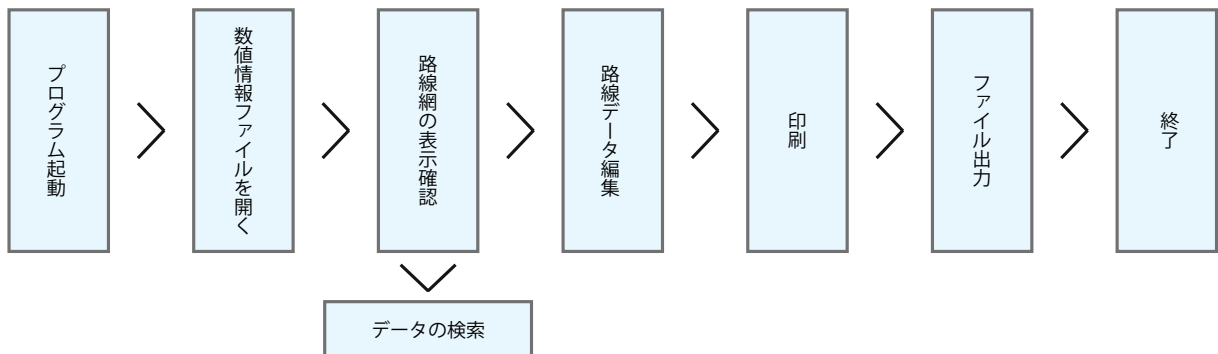 プログラム起動
数値情報ファイルを開く
路線網の表示確認
路線データ編集
印刷
ファイル出力
終了
データの検索